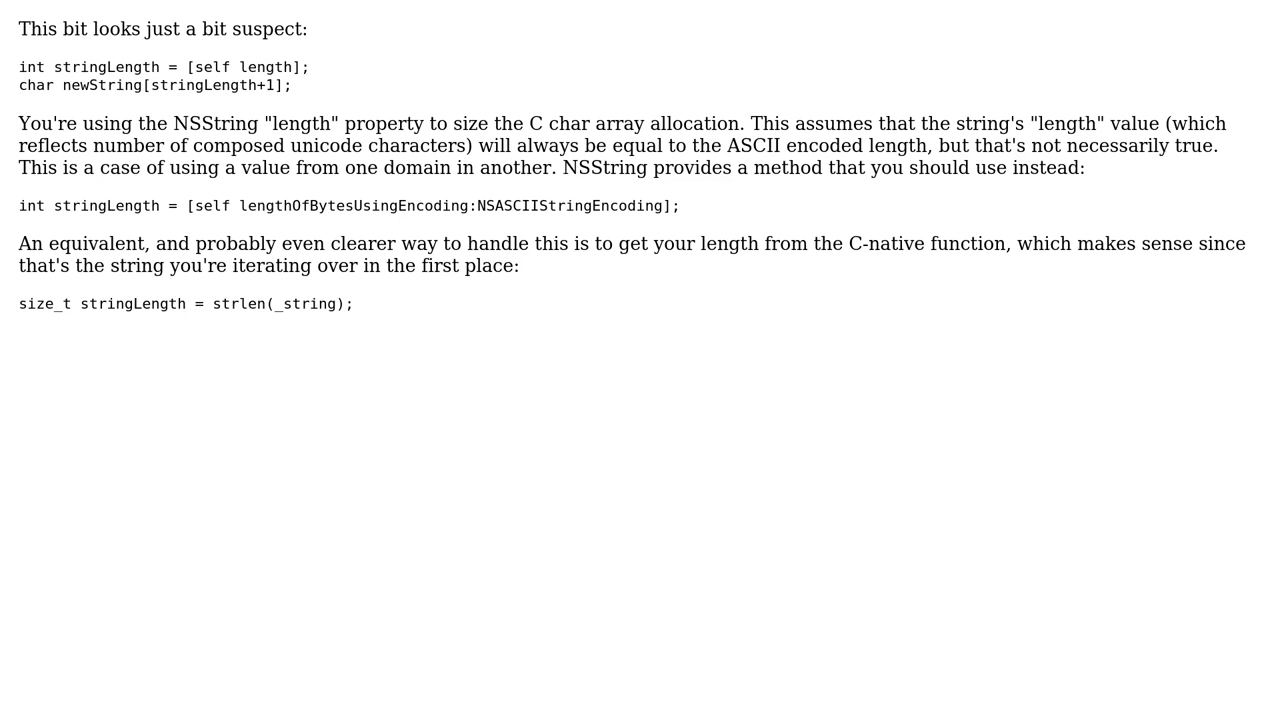 This bit looks just a bit suspect:
int stringLength = [self length];
char newString[stringLength+1];
You're using the NSString "length" property to size the C char array allocation. This assumes that the string's "length" value (which
reflects number of composed unicode characters) will always be equal to the ASCII encoded length, but that's not necessarily true.
This is a case of using a value from one domain in another. NSString provides a method that you should use instead:
int stringLength = [self lengthOfBytesUsingEncoding:NSASCIIStringEncoding];
An equivalent, and probably even clearer way to handle this is to get your length from the C-native function, which makes sense since
that's the string you're iterating over in the first place:
size_t stringLength = strlen(_string);